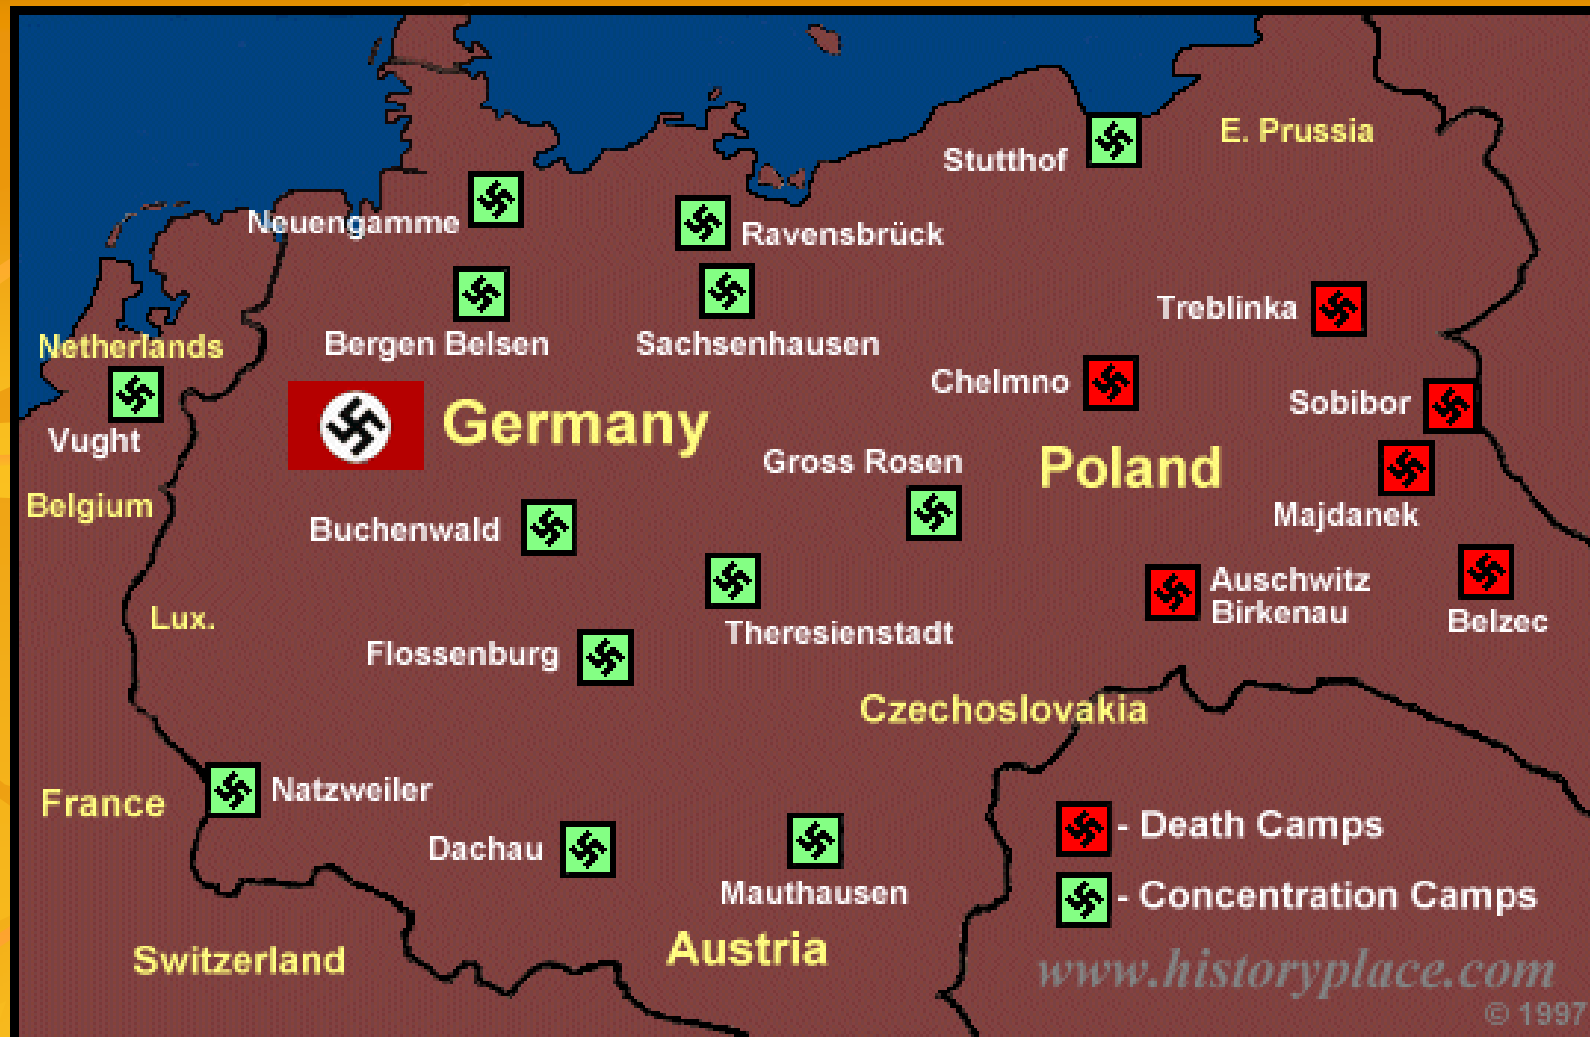 E. Prussia
Stutthof
Neuengamme
Ravensbrück
Treblinka
Netherlands
Bergen Belsen
Sachsenhausen
Chelmno
Sobibor
Vught
Germany
Gross Rosen
Poland
Belgium
Majdanek
Buchenwald
Auschwitz
Birkenau
Lux.
Belzec
Theresienstadt
Flossenburg
Czechoslovakia
France
Natzweiler
- Death Camps
Dachau
Mauthausen
- Concentration Camps
Austria
Switzerland
www.historyplace.com
© 1997